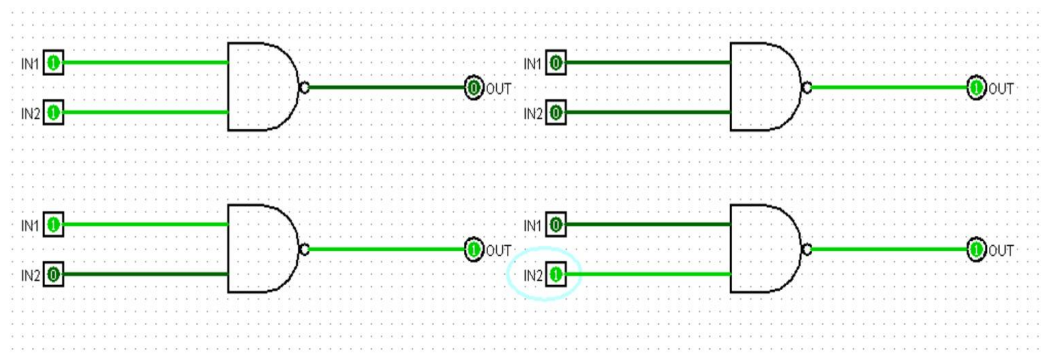 IN1 1 IN1 0
0 OUT 1 OUT
IN2 1 IN2 0
IN1 1 IN1 0
1 OUT 1 OUT
IN2 0 IN2 1